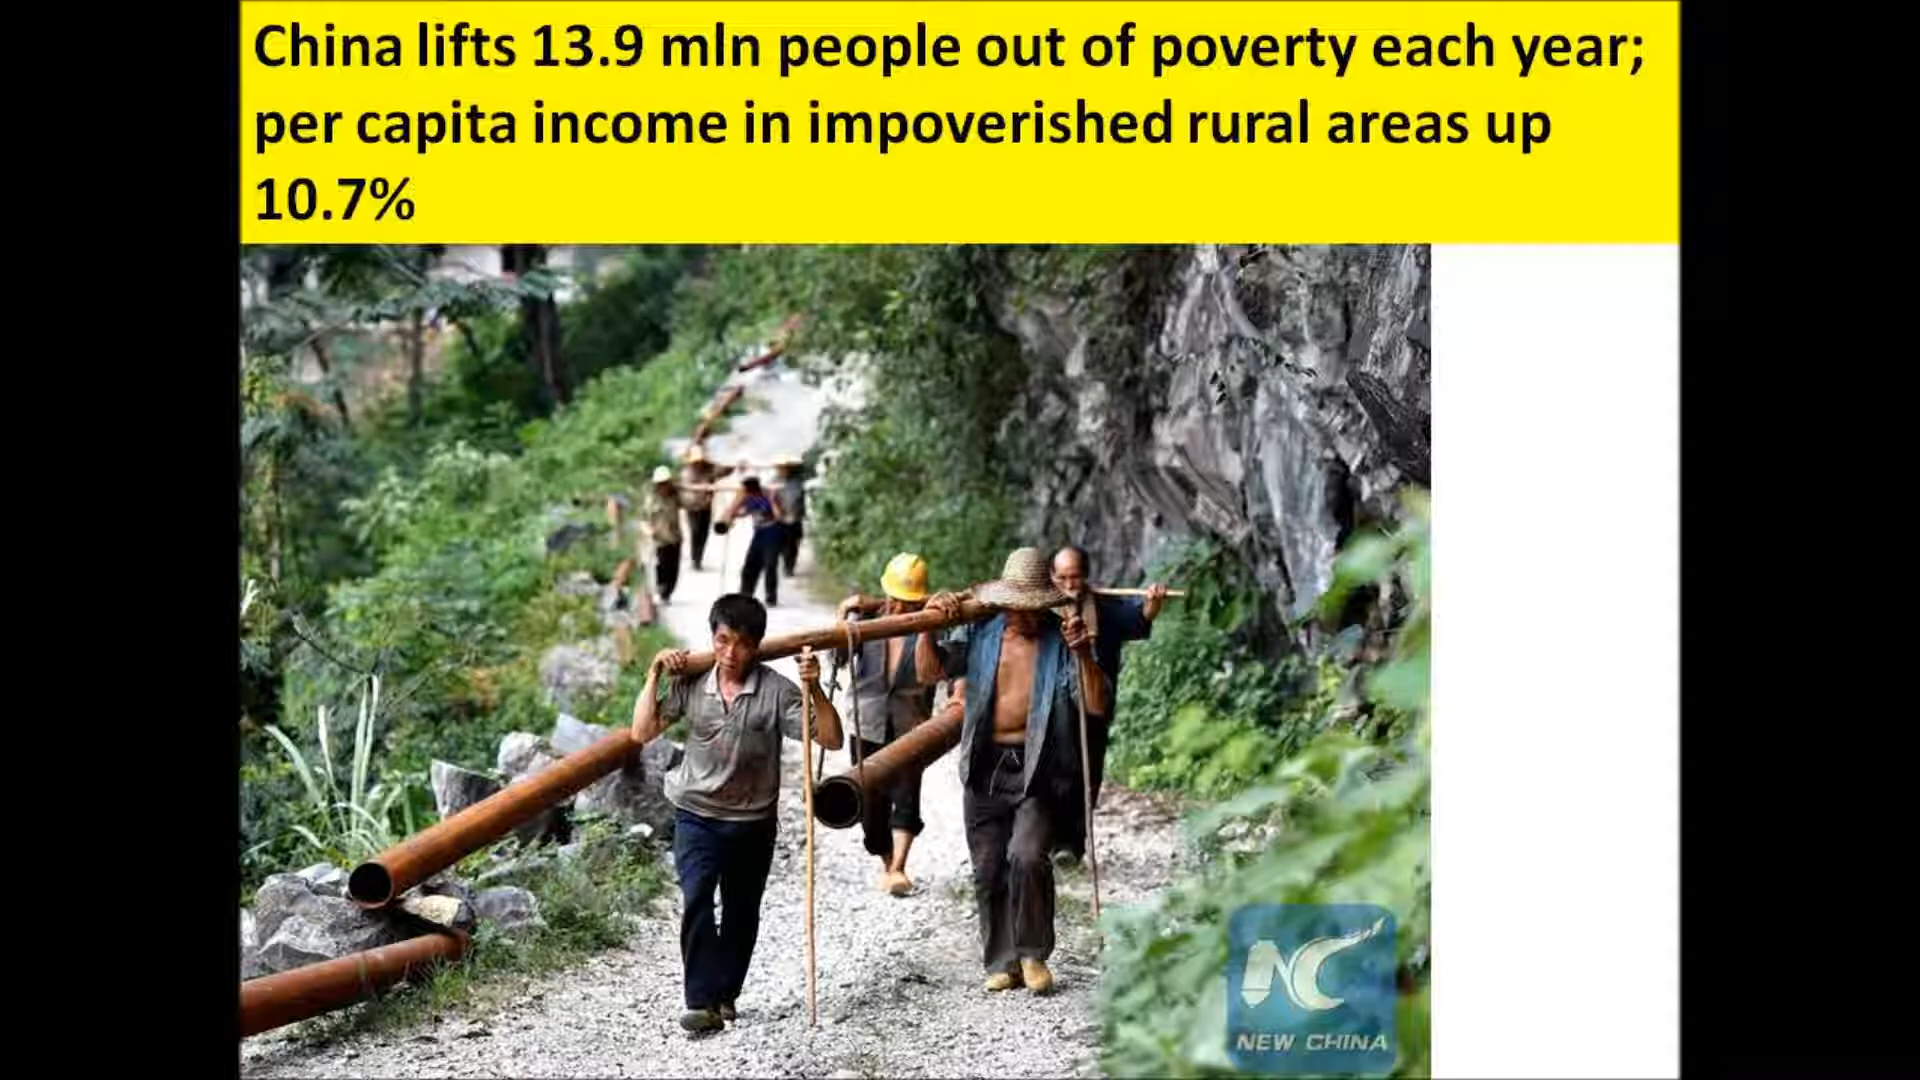 China lifts 13.9 mln people out of poverty each year;
per capita income in impoverished rural areas up
10.7%
NC
NEW CHINA